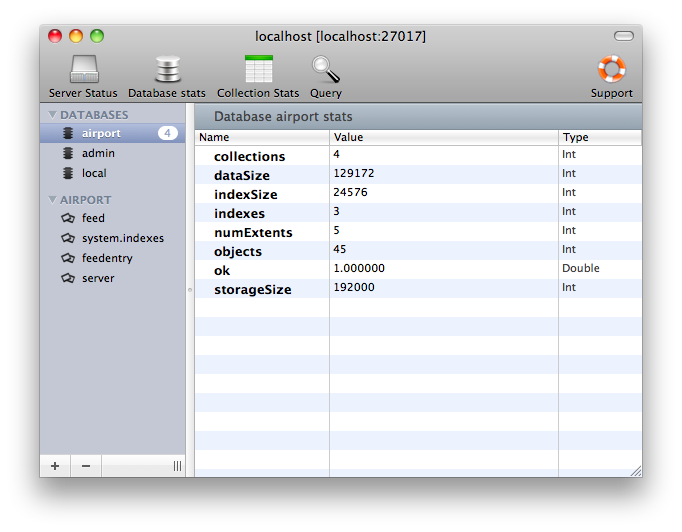 localhost [localhost:27017]
Server Status Database stats Collection Stats Query Support
DATABASES
airport 4
admin
local
AIRPORT
feed
system.indexes
feedentry
server
Database airport stats
Name Value Type
collections 4 Int
dataSize 129172 Int
indexSize 24576 Int
indexes 3 Int
numExtents 5 Int
objects 45 Int
ok 1.000000 Double
storageSize 192000 Int